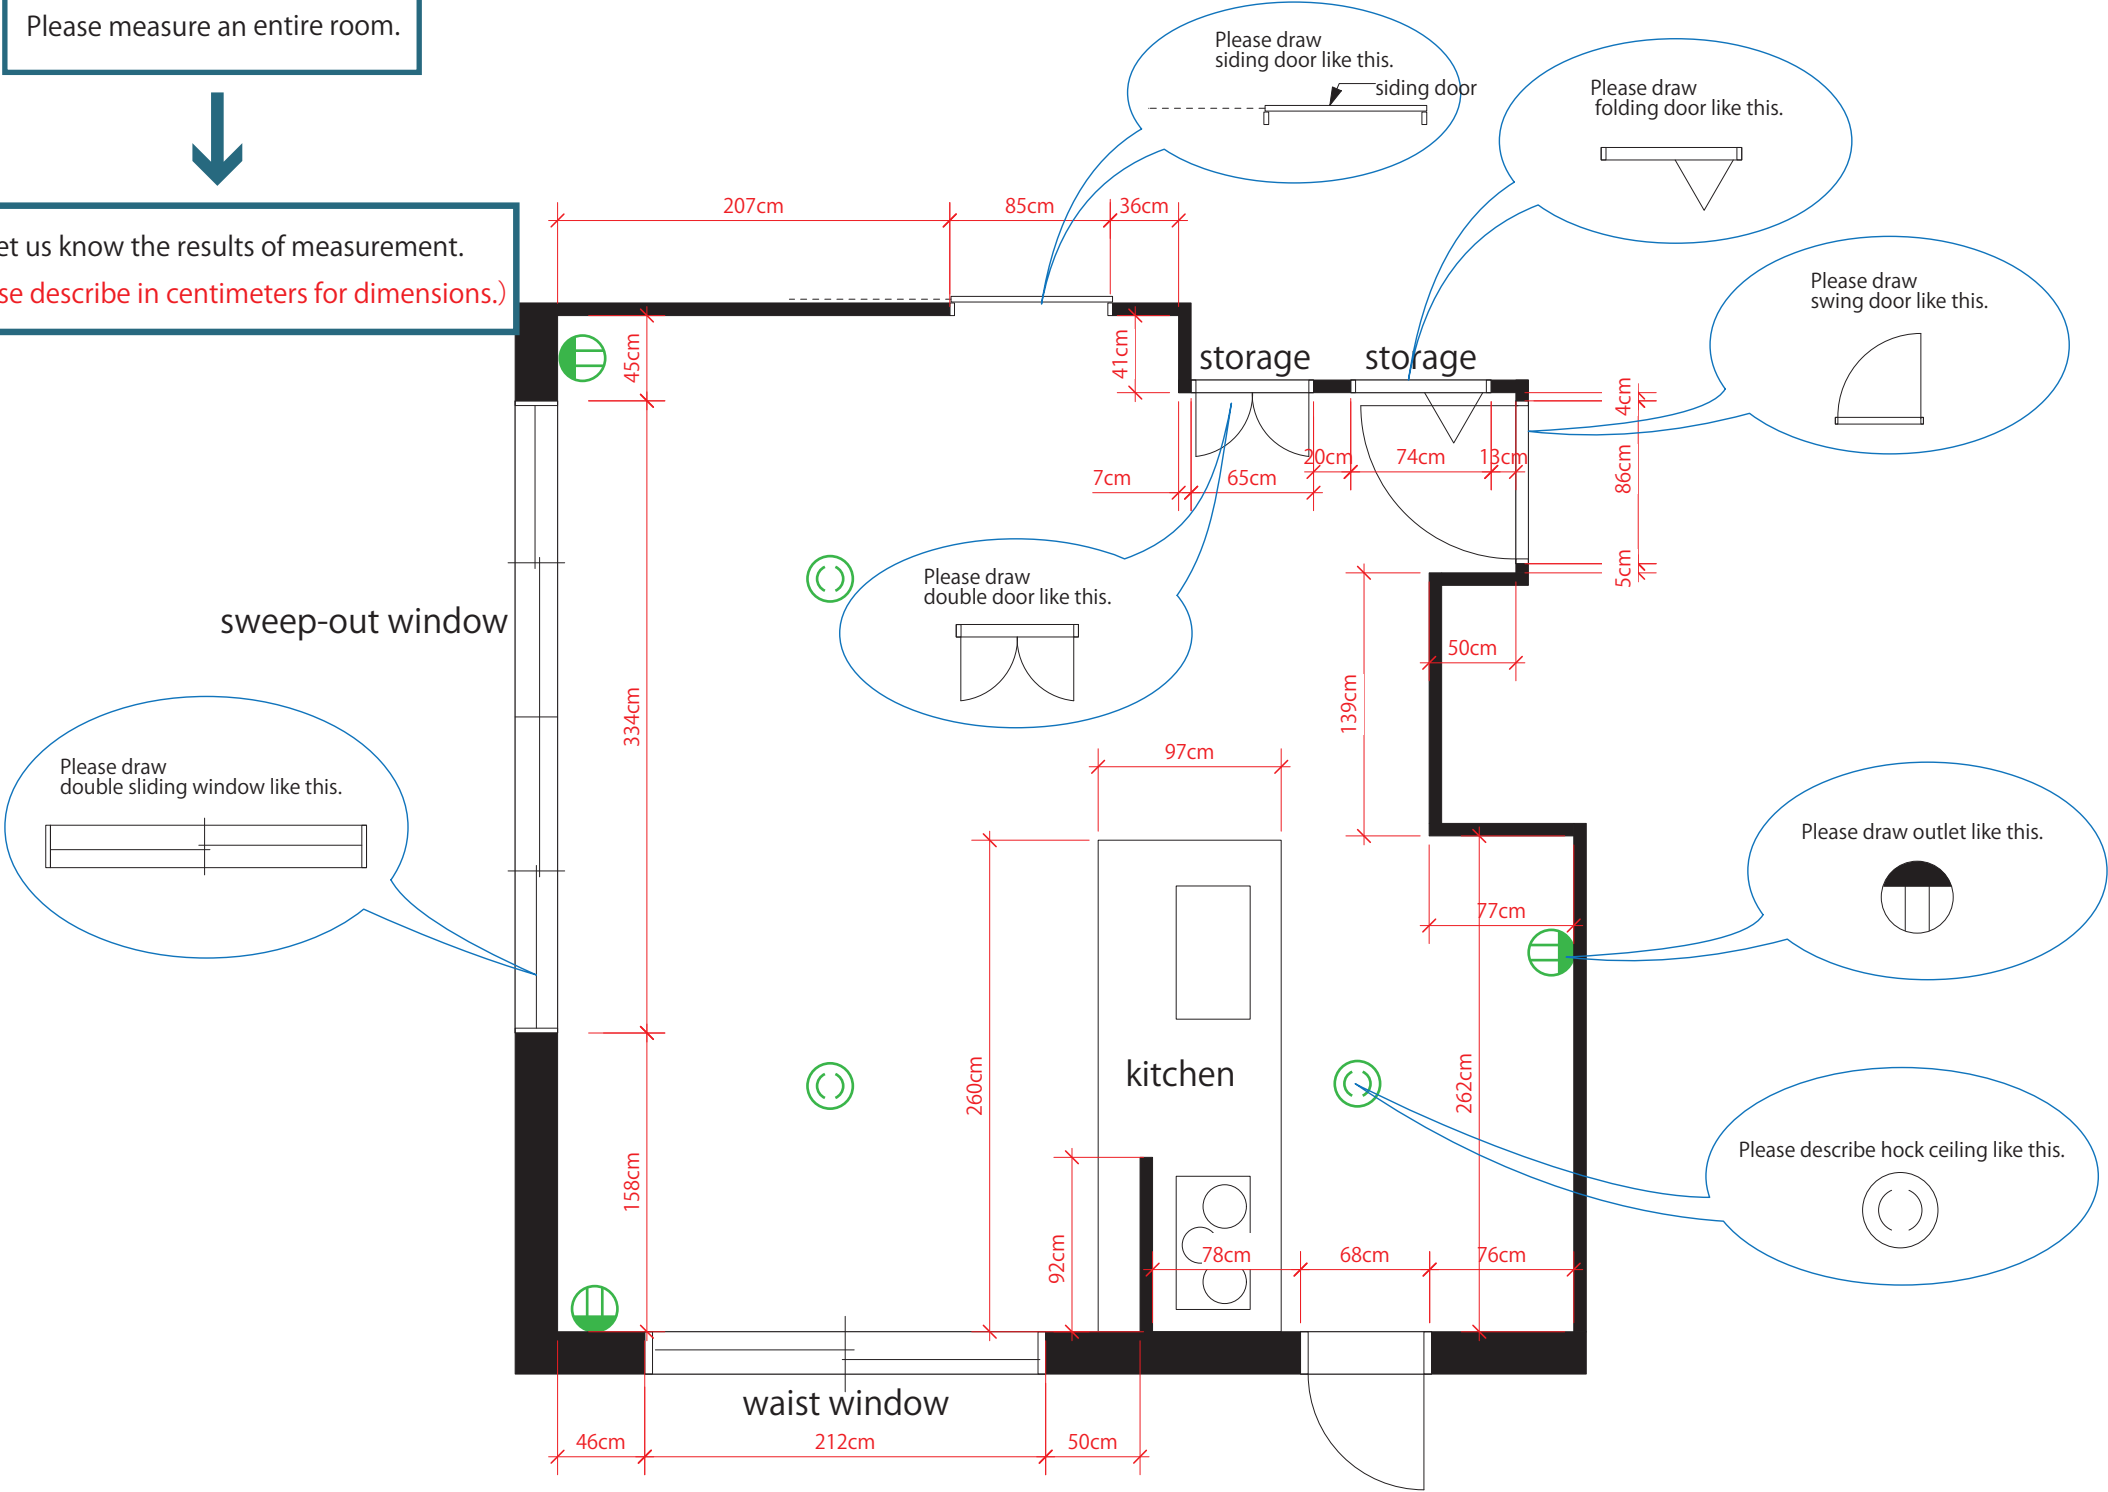 Please measure an entire room.
et us know the results of measurement.
se describe in centimeters for dimensions.)
Please draw
siding door like this.
siding door
Please draw
folding door like this.
Please draw
swing door like this.
207cm
85cm
36cm
45cm
41cm
storage
storage
4cm
86cm
5cm
20cm
74cm
13cm
7cm
65cm
Please draw
double door like this.
sweep-out window
334cm
50cm
139cm
97cm
Please draw
double sliding window like this.
Please draw outlet like this.
77cm
kitchen
260cm
262cm
Please describe hock ceiling like this.
158cm
92cm
78cm
68cm
76cm
waist window
46cm
212cm
50cm